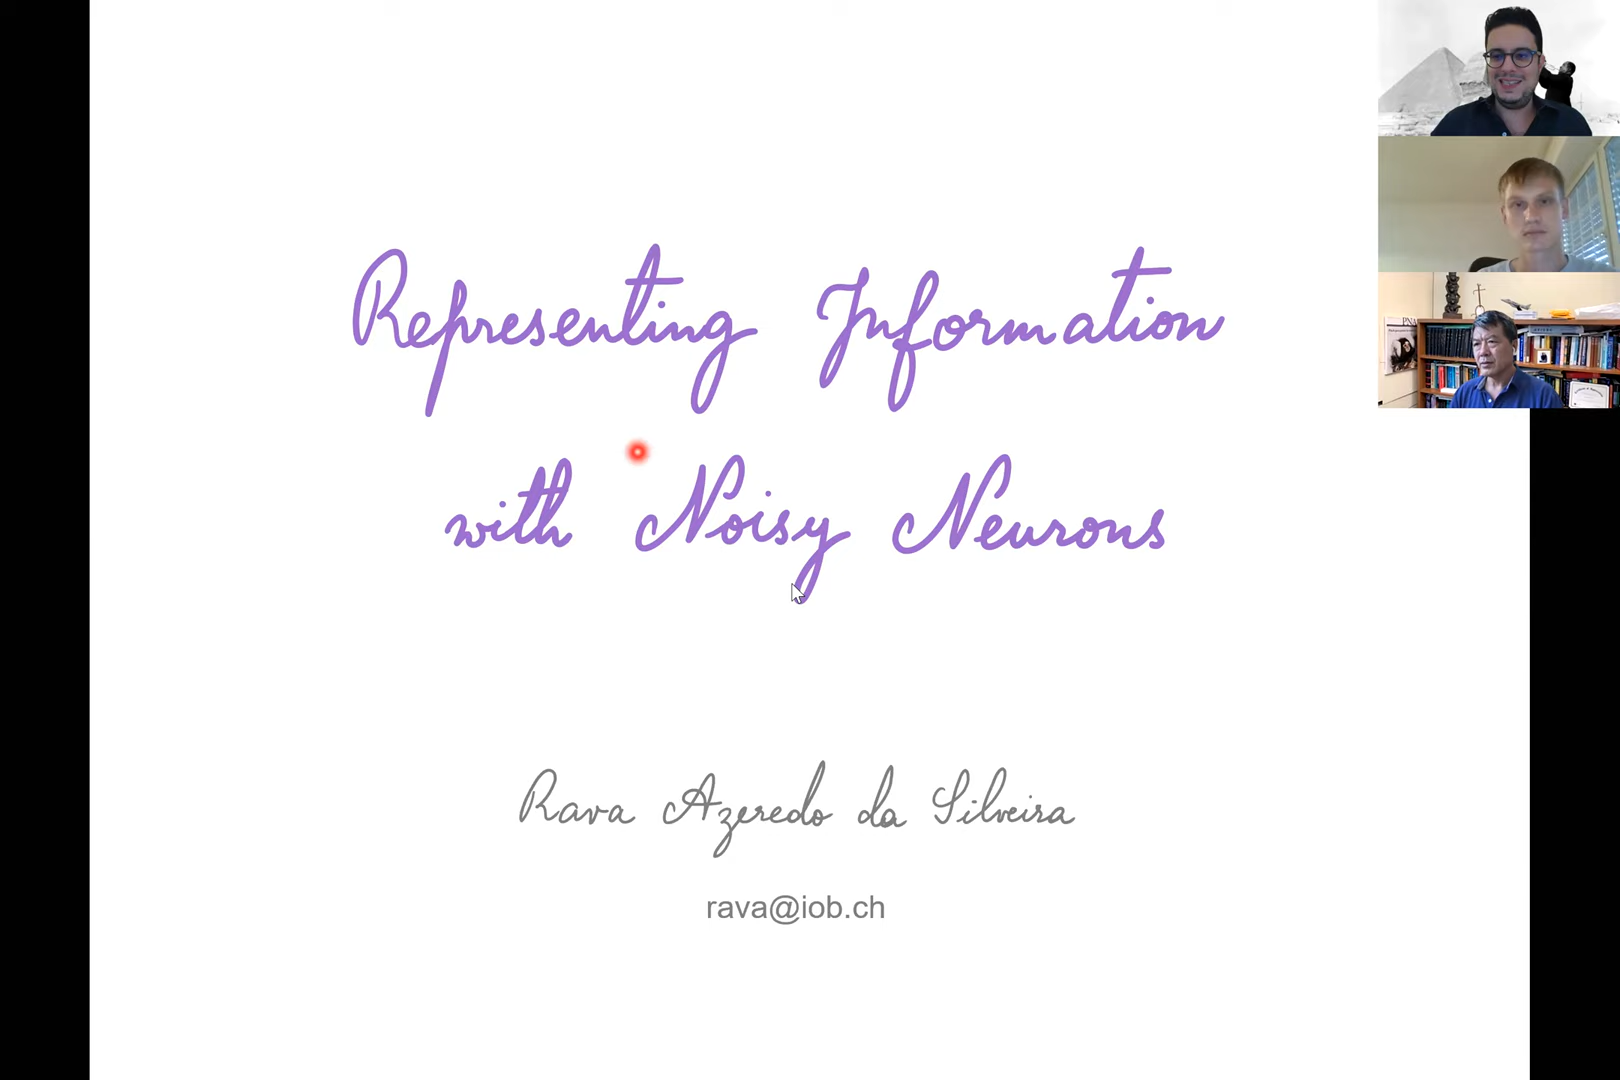 Representing Information
with Noisy Neurons
Rava Azeredo da Silveira
rava@iob.ch